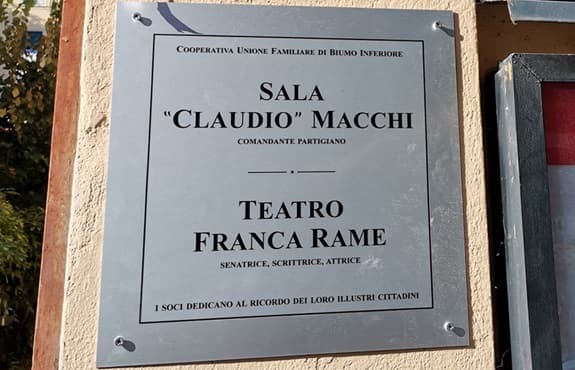 Cooperativa Unione Familiare di Biumo Inferiore
Sala
"Claudio" Macchi
comandante partigiano
Teatro
Franca Rame
senatrice, scrittrice, attrice
i soci dedicano al ricordo dei loro illustri cittadini